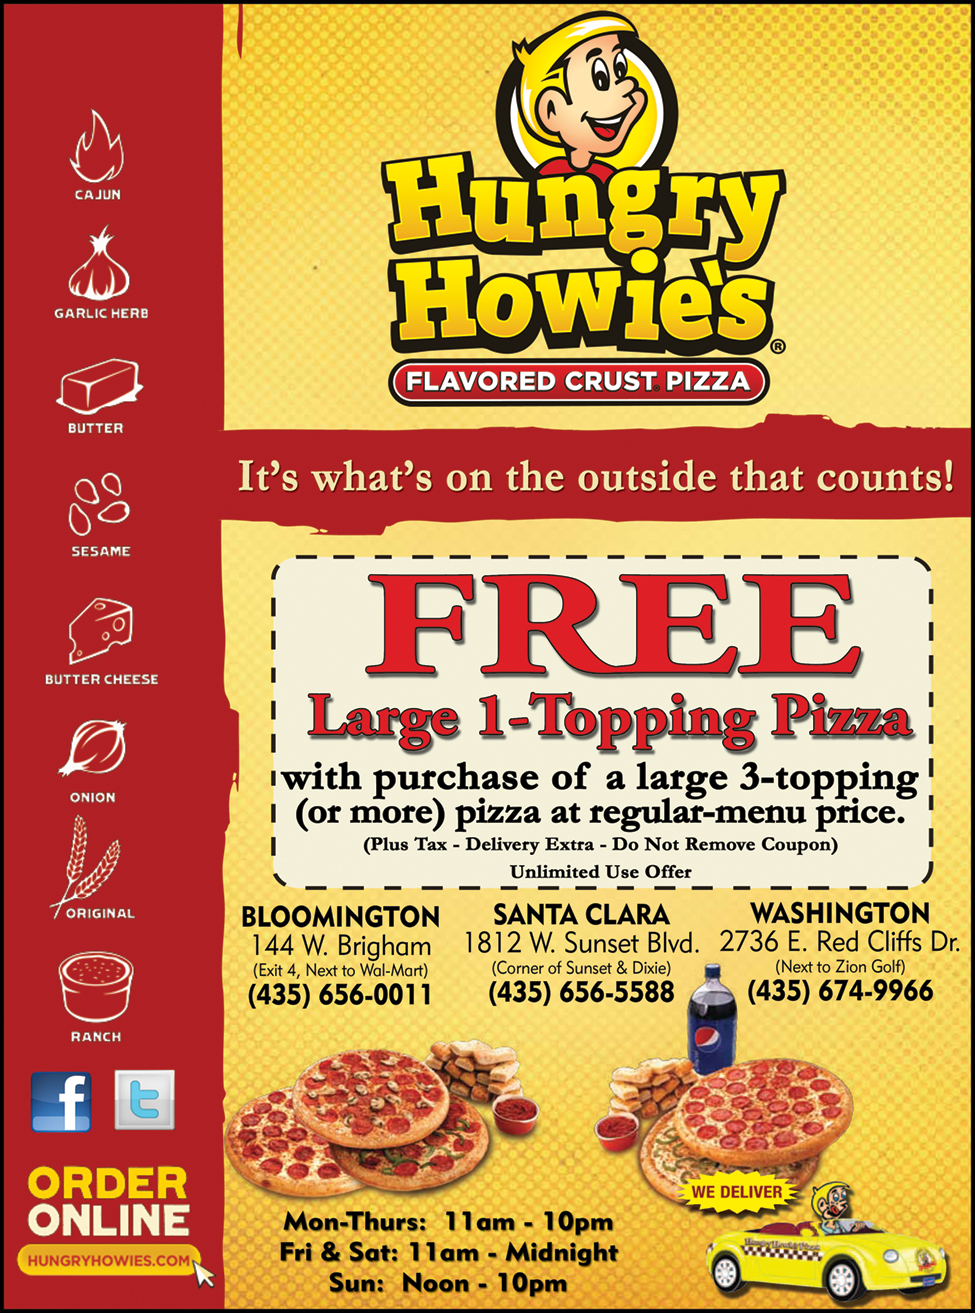 CAJUN
GARLIC HERB
BUTTER
SESAME
BUTTER CHEESE
ONION
ORIGINAL
RANCH
f
t
ORDER
ONLINE
HUNGRYHOWIES.COM
Hungry
Howie's®
FLAVORED CRUST® PIZZA
It's what's on the outside that counts!
FREE
Large 1-Topping Pizza
with purchase of a large 3-topping
(or more) pizza at regular-menu price.
(Plus Tax - Delivery Extra - Do Not Remove Coupon)
Unlimited Use Offer
BLOOMINGTON
144 W. Brigham
(Exit 4, Next to Wal-Mart)
(435) 656-0011
SANTA CLARA
1812 W. Sunset Blvd.
(Corner of Sunset & Dixie)
(435) 656-5588
WASHINGTON
2736 E. Red Cliffs Dr.
(Next to Zion Golf)
(435) 674-9966
Mon-Thurs: 11am - 10pm
Fri & Sat: 11am - Midnight
Sun: Noon - 10pm
WE DELIVER